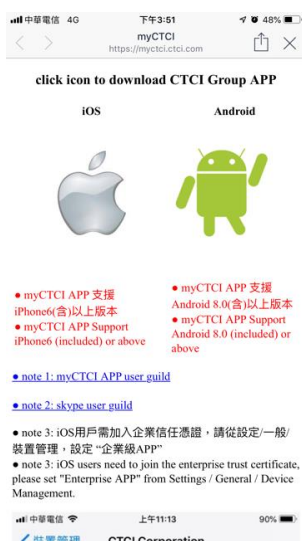 中華電信 4G 下午3:51 48%
myCTCI
https://myctci.ctci.com
click icon to download CTCI Group APP
iOS Android
● myCTCI APP 支援
iPhone6(含)以上版本
● myCTCI APP Support
iPhone6 (included) or above
● myCTCI APP 支援
Android 8.0(含)以上版本
● myCTCI APP Support
Android 8.0 (included) or
above
● note 1: myCTCI APP user guild
● note 2: skype user guild
● note 3: iOS用戶需加入企業信任憑證，請從設定/一般/
裝置管理，設定 “企業級APP”
● note 3: iOS users need to join the enterprise trust certificate,
please set "Enterprise APP" from Settings / General / Device
Management.
中華電信 上午11:13 90%
裝置管理 CTCI Corporation